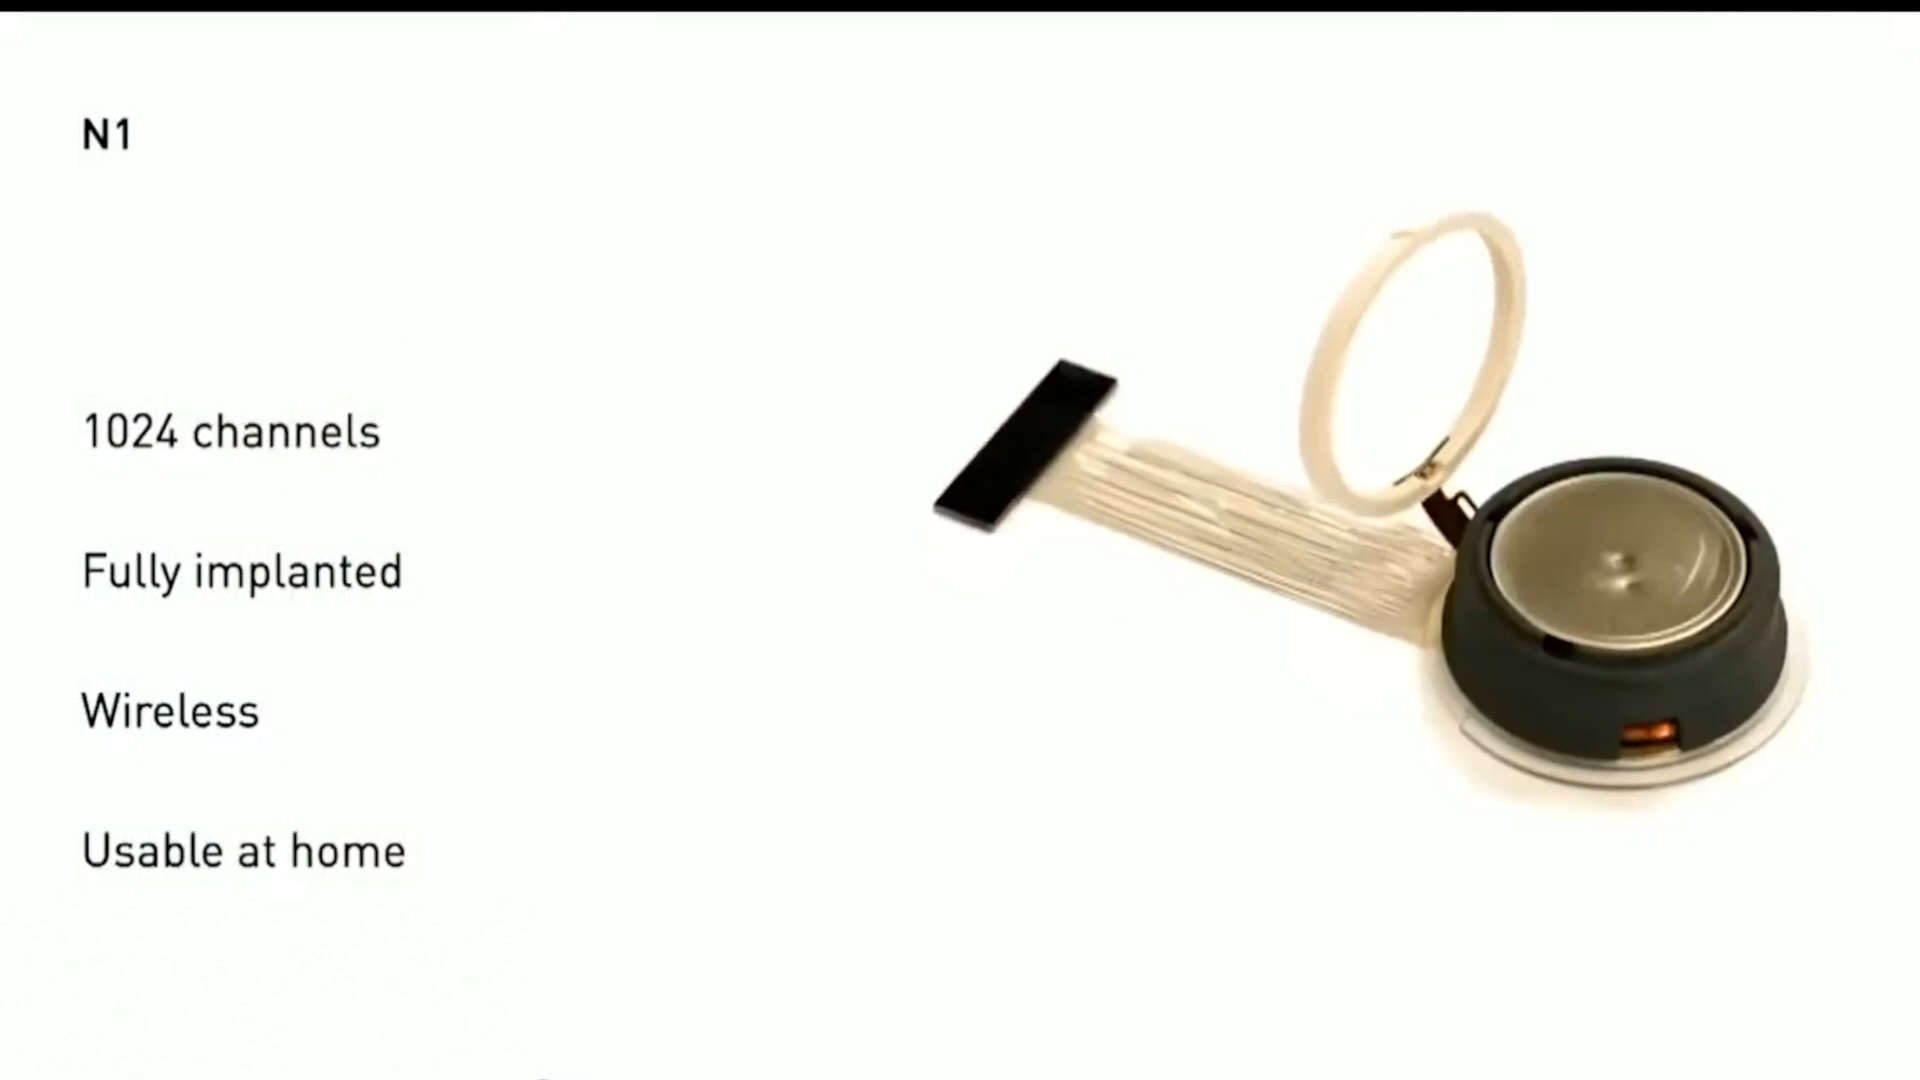 N1
1024 channels
Fully implanted
Wireless
Usable at home